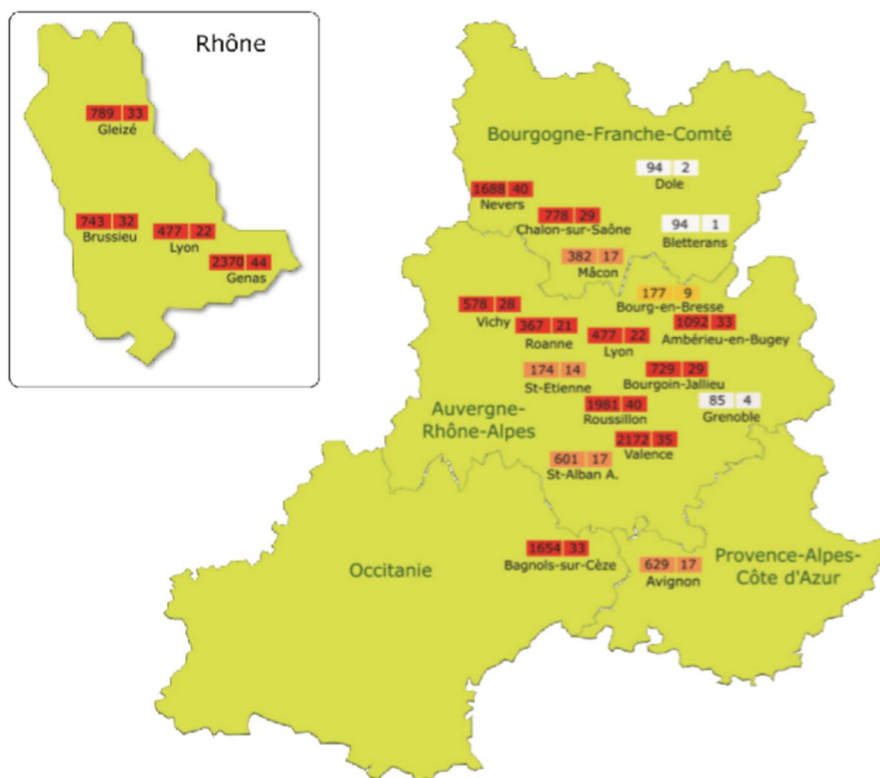 Rhône
789 33
Gleizé
743 32
Brussieu
477 22
Lyon
2370 44
Genas
Bourgogne-Franche-Comté
94 2
Dole
1688 40
Nevers
778 29
Chalon-sur-Saône
94 1
Bletterans
382 17
Mâcon
177 9
Bourg-en-Bresse
578 28
Vichy
367 21
Roanne
477 22
Lyon
1092 33
Ambérieu-en-Bugey
174 14
St-Etienne
729 29
Bourgoin-Jallieu
85 4
Grenoble
Auvergne-
Rhône-Alpes
1981 40
Roussillon
2172 35
Valence
601 17
St-Alban A.
Occitanie
1654 33
Bagnols-sur-Cèze
629 17
Avignon
Provence-Alpes-
Côte d'Azur